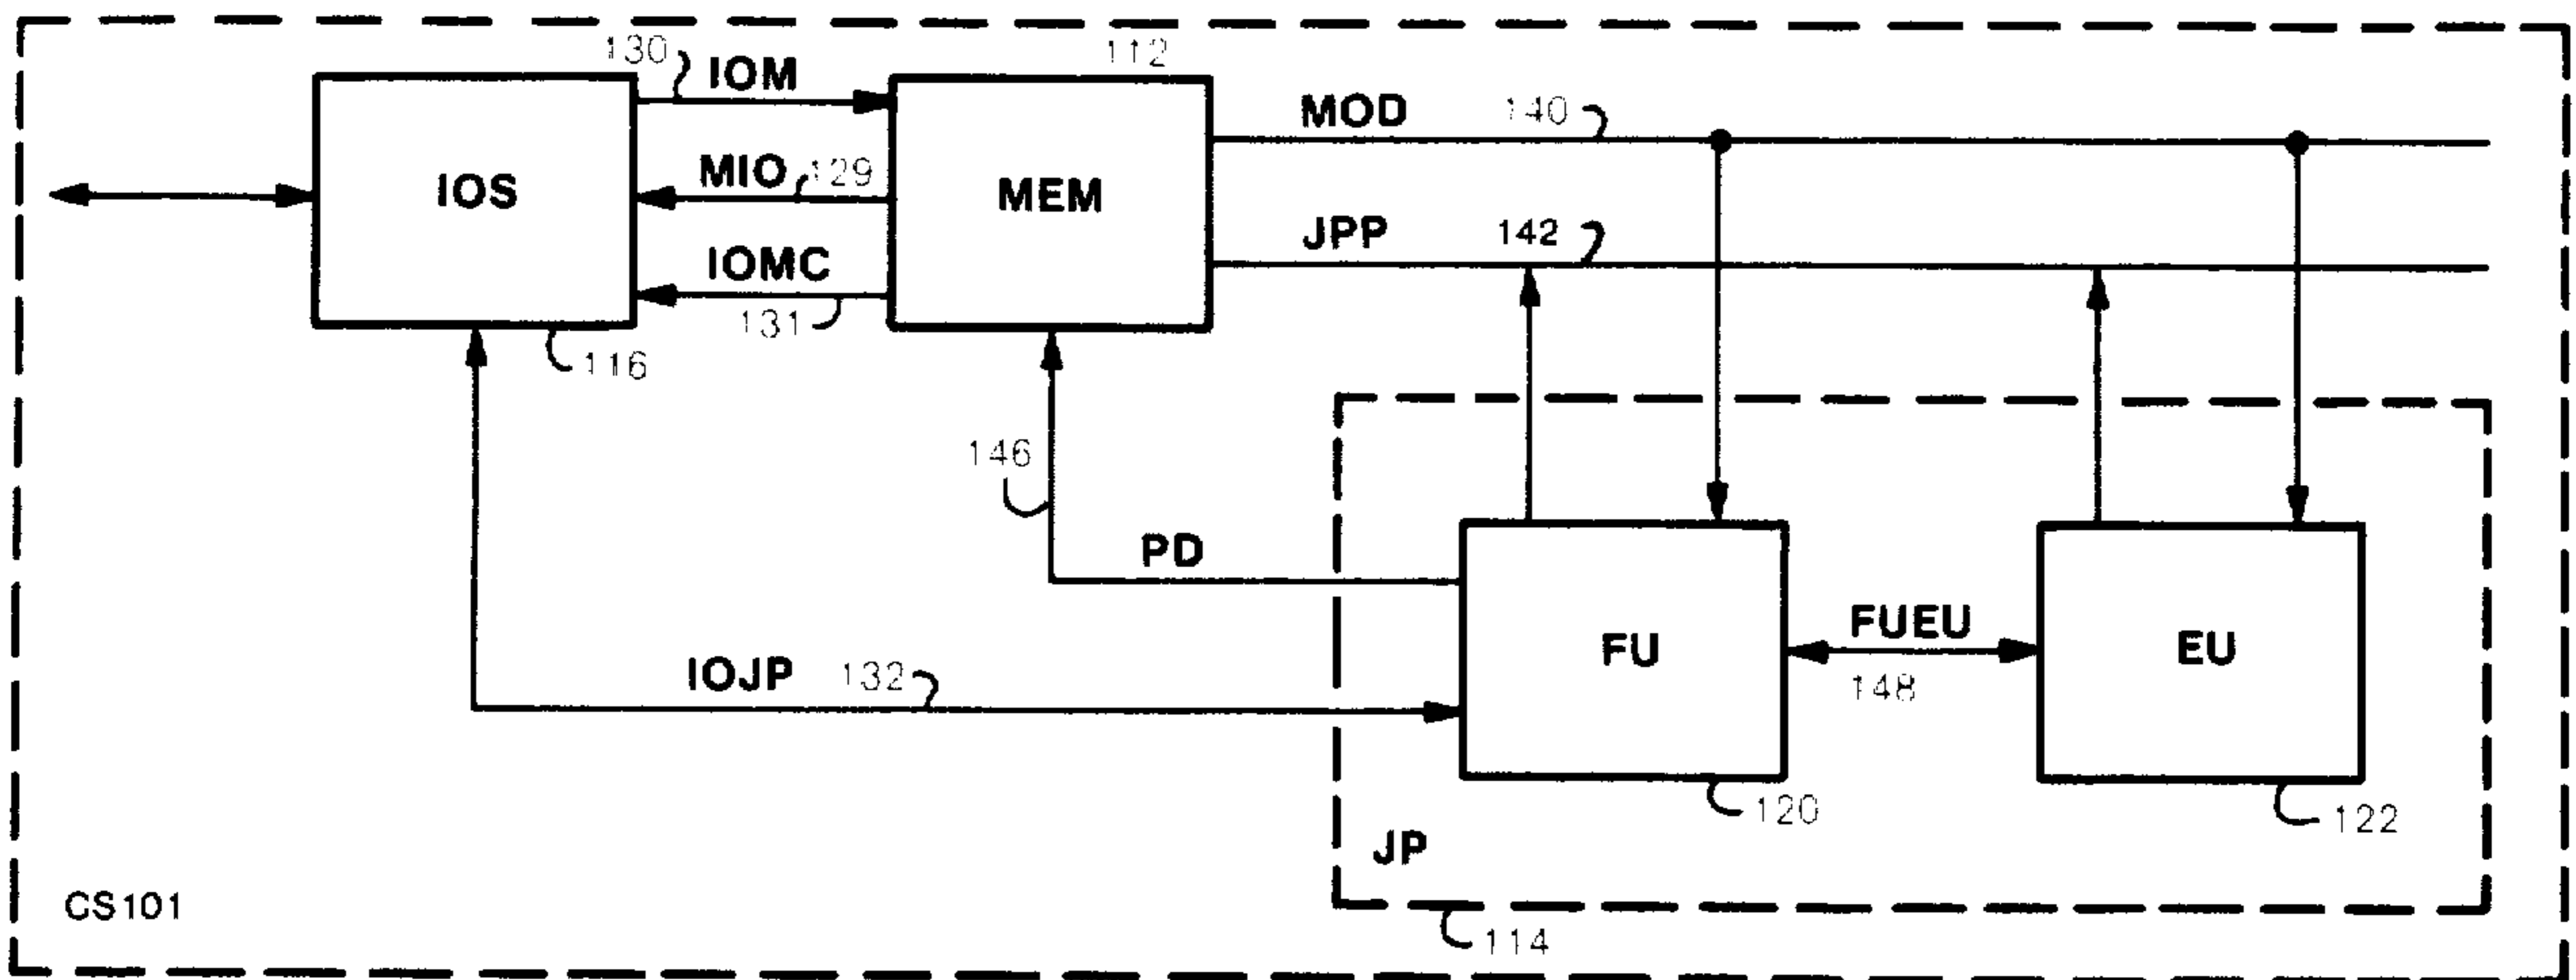 130 IOM
112
MOD 140
MIO 129
IOS
MEM
JPP 142
IOMC
131
116
146
PD
FUEU
FU
EU
148
IOJP 132
120
122
JP
CS101
114